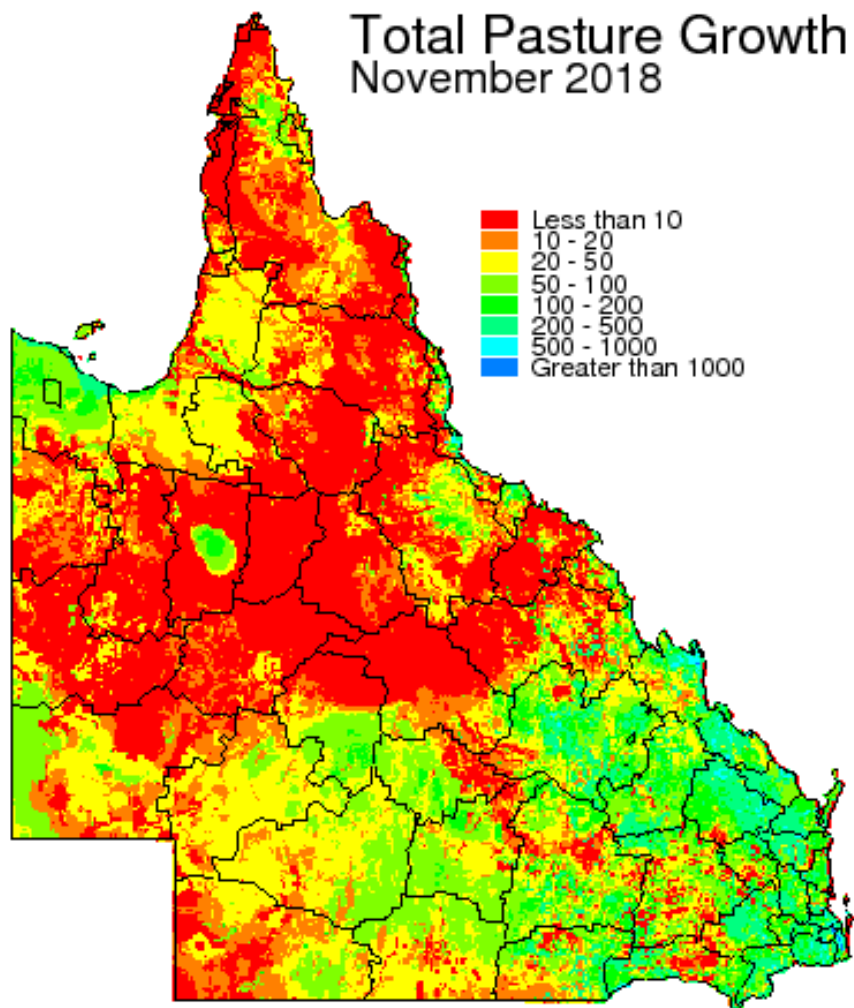 Total Pasture Growth
November 2018
Less than 10
10 - 20
20 - 50
50 - 100
100 - 200
200 - 500
500 - 1000
Greater than 1000